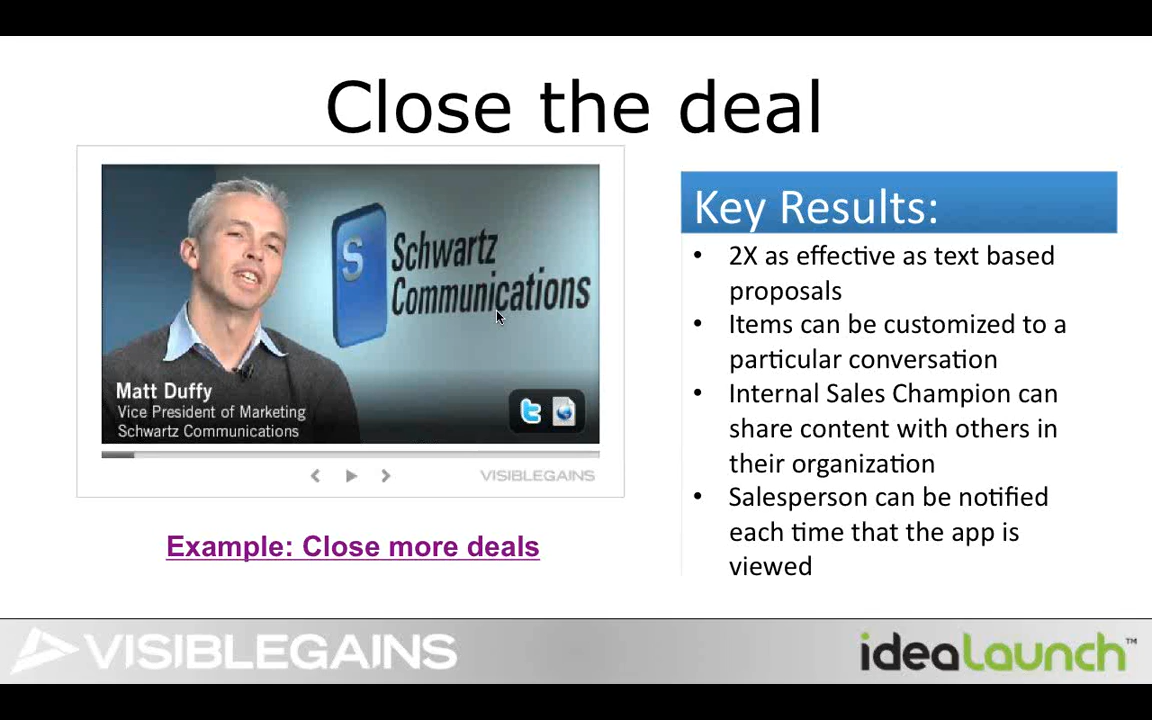 Close the deal
S
Schwartz
Communications
Matt Duffy
Vice President of Marketing
Schwartz Communications
VISIBLEGAINS
Example: Close more deals
Key Results:
• 2X as effective as text based
proposals
• Items can be customized to a
particular conversation
• Internal Sales Champion can
share content with others in
their organization
• Salesperson can be notified
each time that the app is
viewed
VISIBLEGAINS
idealaunch™